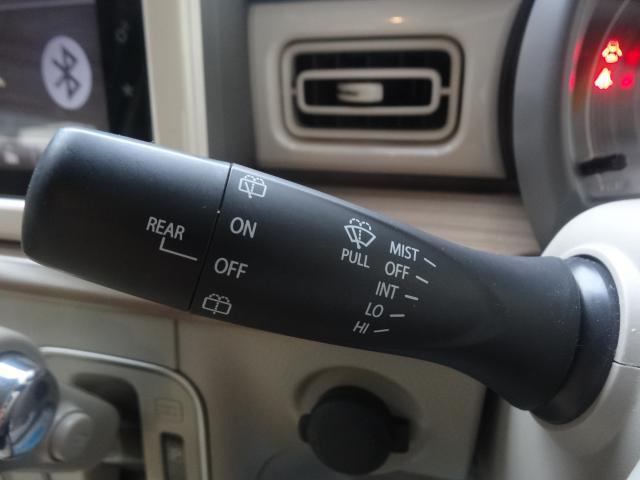 REAR
ON
OFF
PULL
MIST
OFF
INT
LO
HI